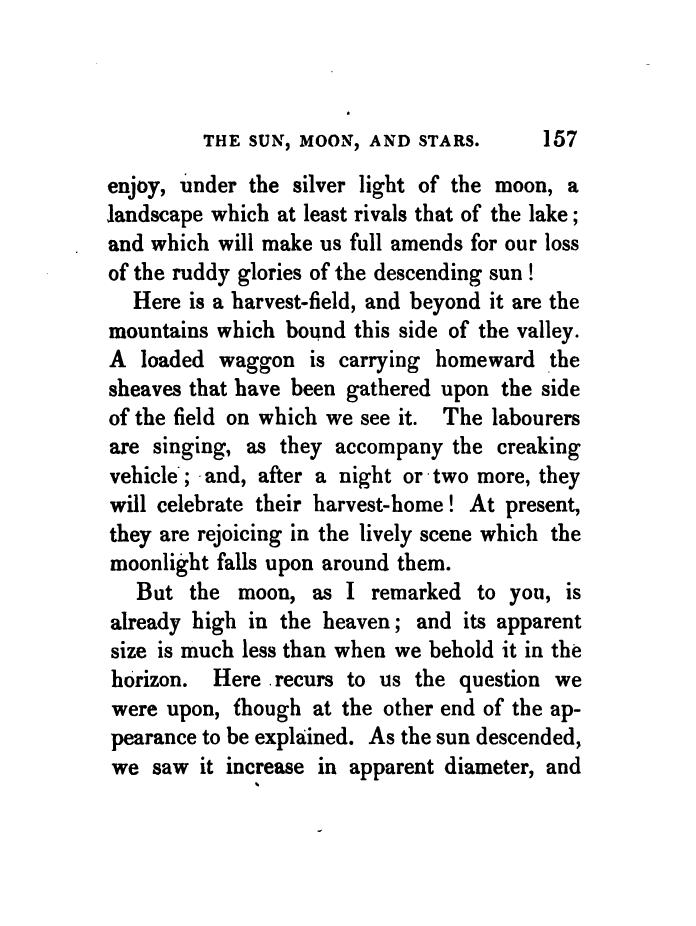 THE SUN, MOON, AND STARS. 157
enjoy, under the silver light of the moon, a
landscape which at least rivals that of the lake;
and which will make us full amends for our loss
of the ruddy glories of the descending sun!
Here is a harvest-field, and beyond it are the
mountains which bound this side of the valley.
A loaded waggon is carrying homeward the
sheaves that have been gathered upon the side
of the field on which we see it. The labourers
are singing, as they accompany the creaking
vehicle; and, after a night or two more, they
will celebrate their harvest-home! At present,
they are rejoicing in the lively scene which the
moonlight falls upon around them.
But the moon, as I remarked to you, is
already high in the heaven; and its apparent
size is much less than when we behold it in the
horizon. Here recurs to us the question we
were upon, though at the other end of the ap-
pearance to be explained. As the sun descended,
we saw it increase in apparent diameter, and